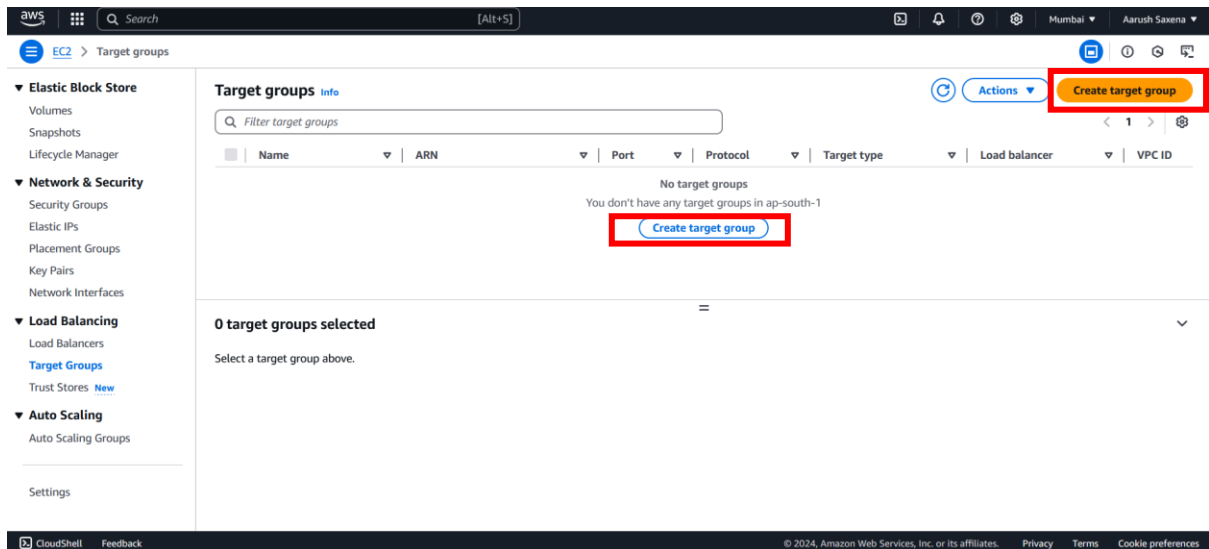 aws Search [Alt+S] Mumbai Aarush Saxena
EC2 > Target groups
Elastic Block Store
Volumes
Snapshots
Lifecycle Manager
Network & Security
Security Groups
Elastic IPs
Placement Groups
Key Pairs
Network Interfaces
Load Balancing
Load Balancers
Target Groups
Trust Stores New
Auto Scaling
Auto Scaling Groups
Settings
Target groups Info
Actions
Create target group
Filter target groups
1
Name ARN Port Protocol Target type Load balancer VPC ID
No target groups
You don't have any target groups in ap-south-1
Create target group
0 target groups selected
Select a target group above.
CloudShell Feedback © 2024, Amazon Web Services, Inc. or its affiliates. Privacy Terms Cookie preferences